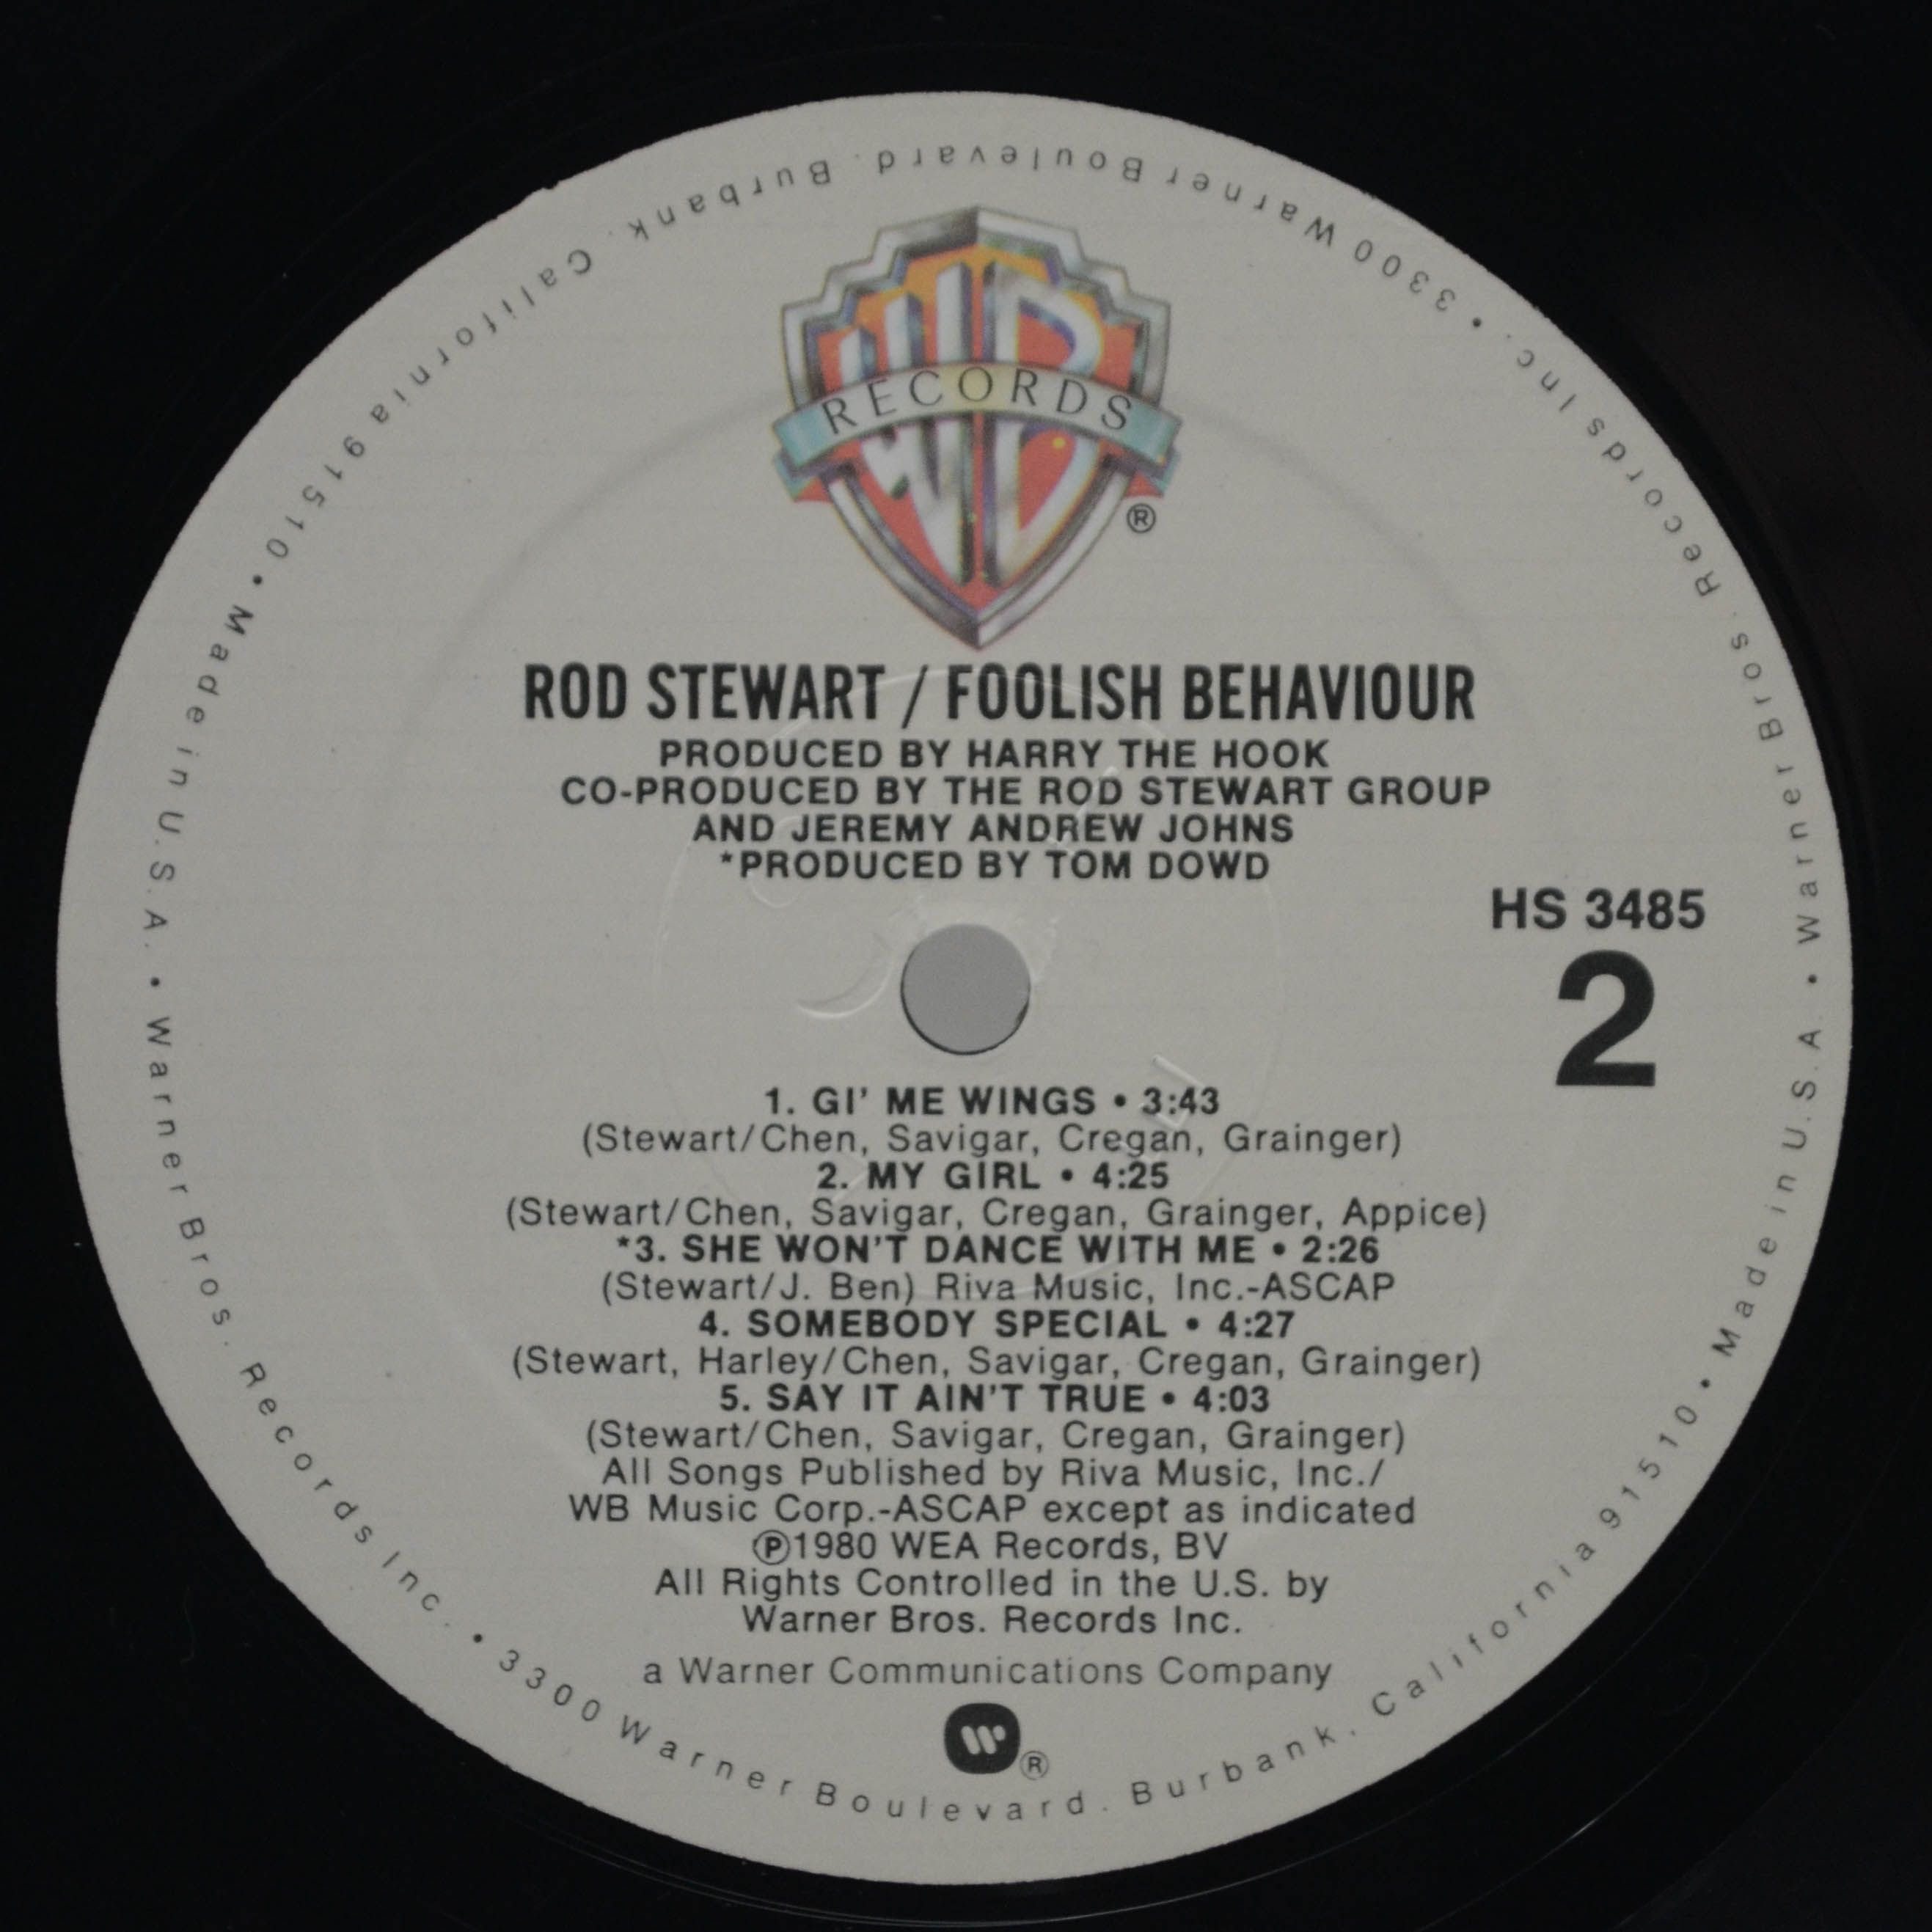 WB
RECORDS
®
ROD STEWART / FOOLISH BEHAVIOUR
PRODUCED BY HARRY THE HOOK
CO-PRODUCED BY THE ROD STEWART GROUP
AND JEREMY ANDREW JOHNS
*PRODUCED BY TOM DOWD
HS 3485
2
1. GI' ME WINGS • 3:43
(Stewart/Chen, Savigar, Cregan, Grainger)
2. MY GIRL • 4:25
(Stewart/Chen, Savigar, Cregan, Grainger, Appice)
*3. SHE WON'T DANCE WITH ME • 2:26
(Stewart/J. Ben) Riva Music, Inc.-ASCAP
4. SOMEBODY SPECIAL • 4:27
(Stewart, Harley/Chen, Savigar, Cregan, Grainger)
5. SAY IT AIN'T TRUE • 4:03
(Stewart/Chen, Savigar, Cregan, Grainger)
All Songs Published by Riva Music, Inc./
WB Music Corp.-ASCAP except as indicated
℗1980 WEA Records, BV
All Rights Controlled in the U.S. by
Warner Bros. Records Inc.
a Warner Communications Company
®
Warner Bros. Records Inc. • 3300 Warner Boulevard. Burbank. California 91510 • Made in U.S.A. •
Warner Bros. Records Inc. • 3300 Warner Boulevard. Burbank. California 91510 • Made in U.S.A. •